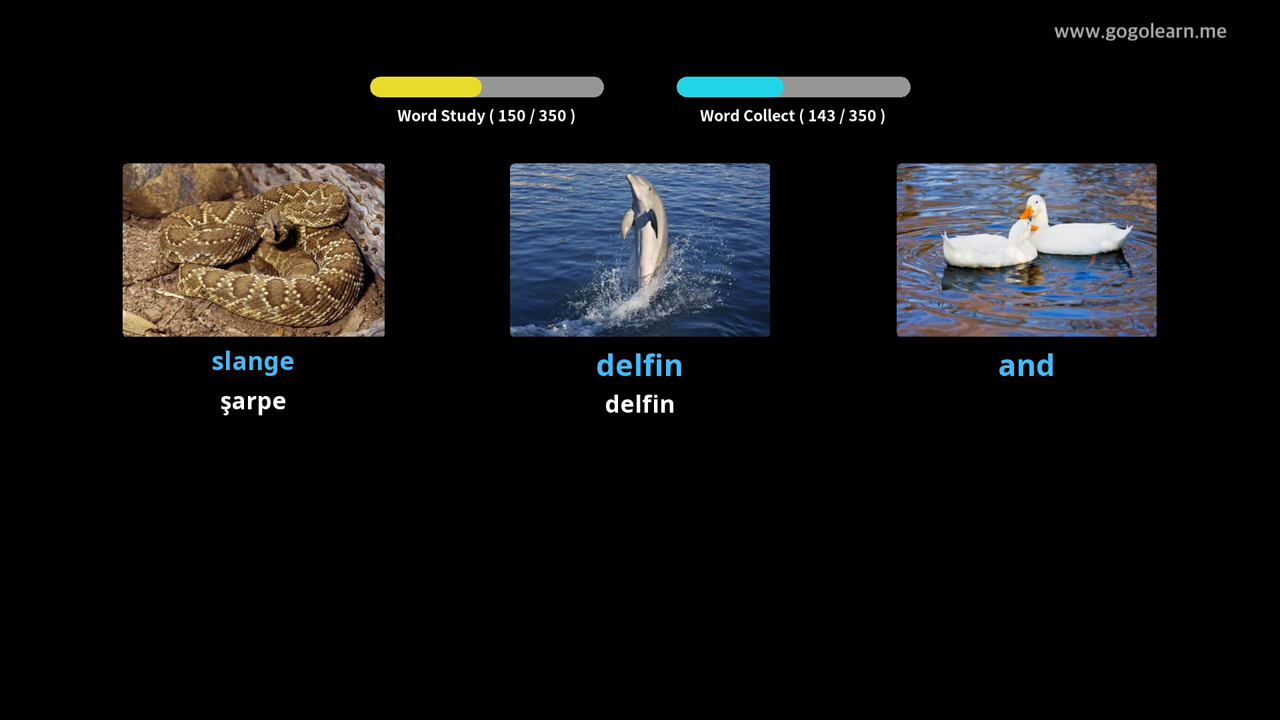 www.gogolearn.me
Word Study ( 150 / 350 )
Word Collect ( 143 / 350 )
slange
şarpe
delfin
delfin
and